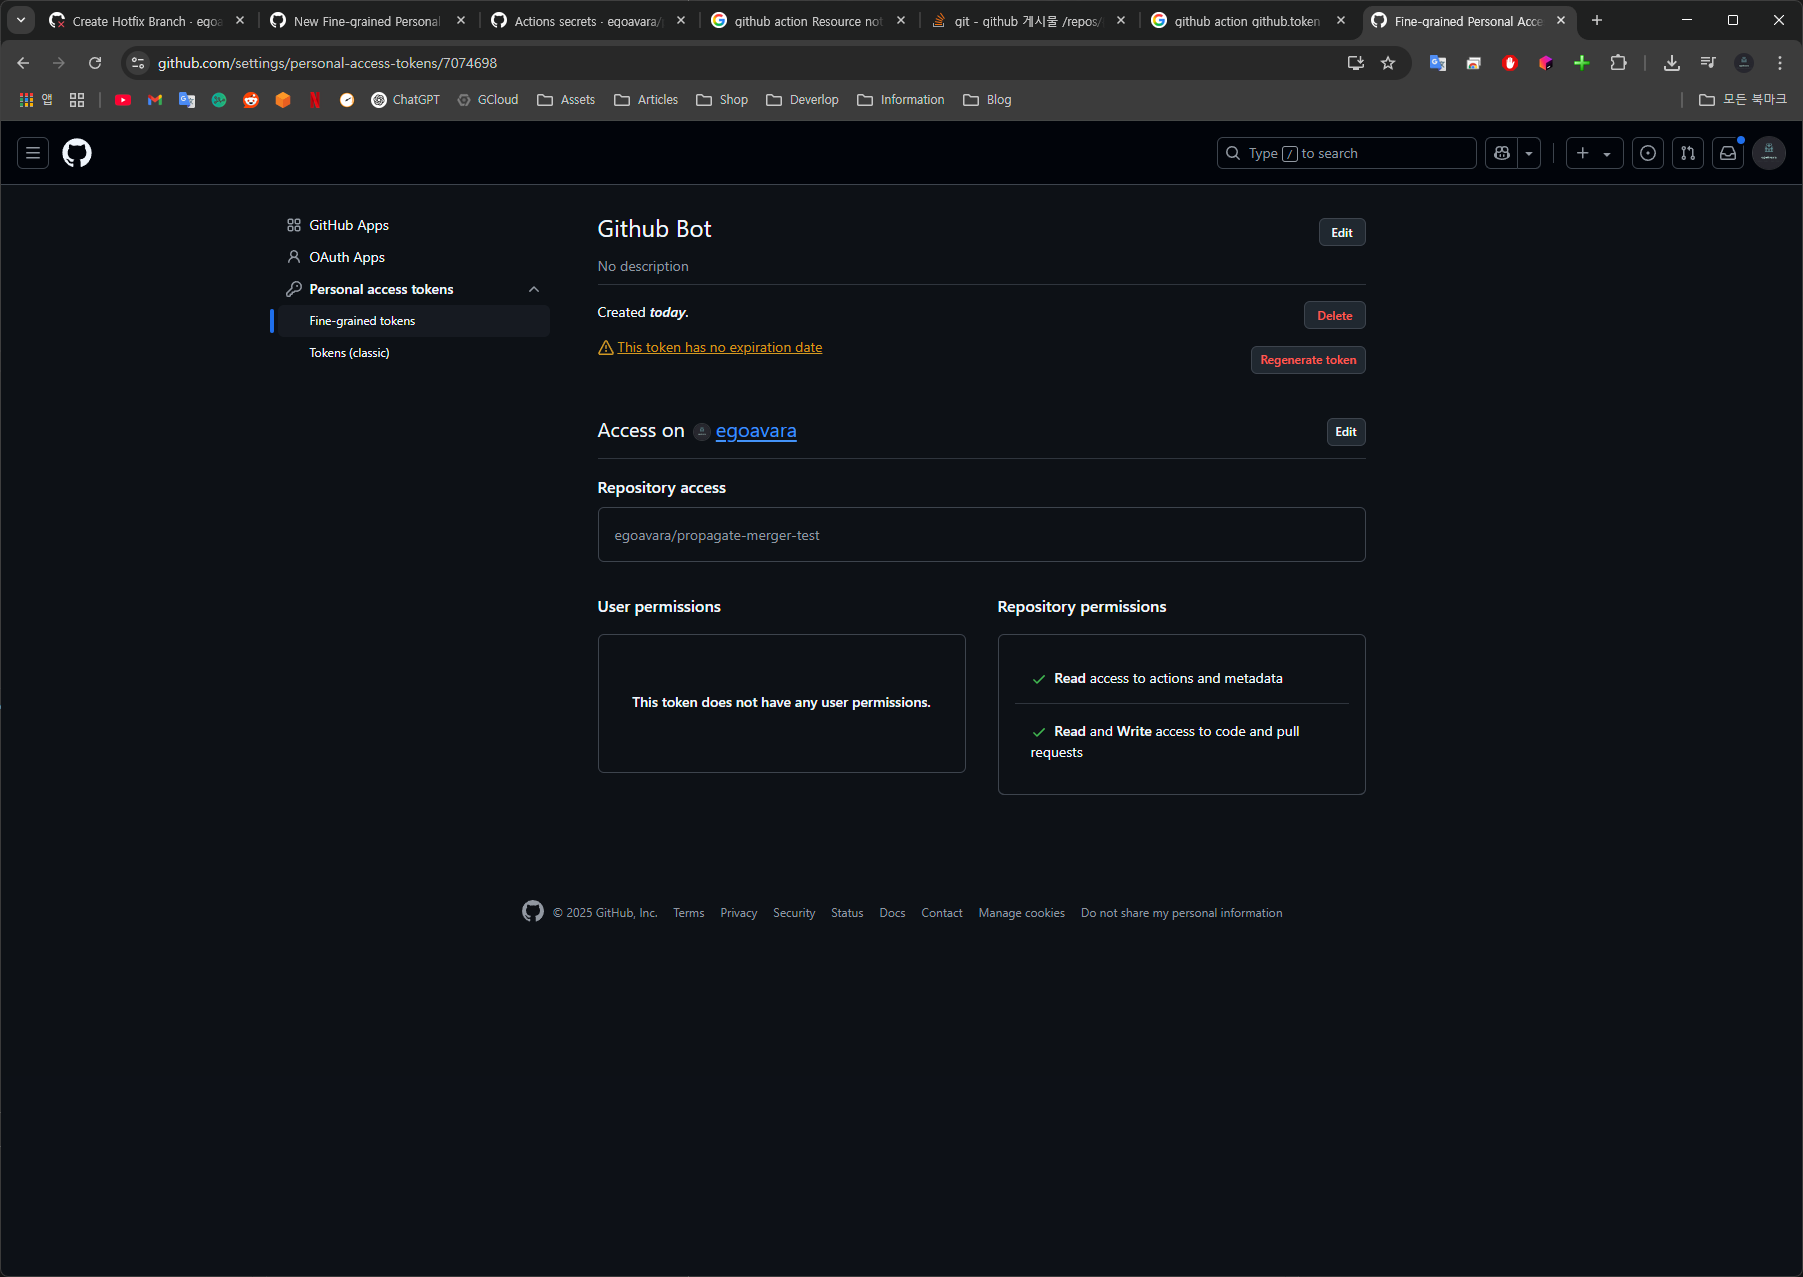 Create Hotfix Branch · egoa
New Fine-grained Personal
Actions secrets · egoavara/p
github action Resource not
git - github 게시물 /repos/
github action github.token
Fine-grained Personal Acce
github.com/settings/personal-access-tokens/7074698
앱
ChatGPT
GCloud
Assets
Articles
Shop
Deverlop
Information
Blog
모든 북마크
Type / to search
GitHub Apps
OAuth Apps
Personal access tokens
Fine-grained tokens
Tokens (classic)
Github Bot
Edit
No description
Created today.
Delete
This token has no expiration date
Regenerate token
Access on egoavara
Edit
Repository access
egoavara/propagate-merger-test
User permissions
This token does not have any user permissions.
Repository permissions
Read access to actions and metadata
Read and Write access to code and pull
requests
© 2025 GitHub, Inc. Terms Privacy Security Status Docs Contact Manage cookies Do not share my personal information